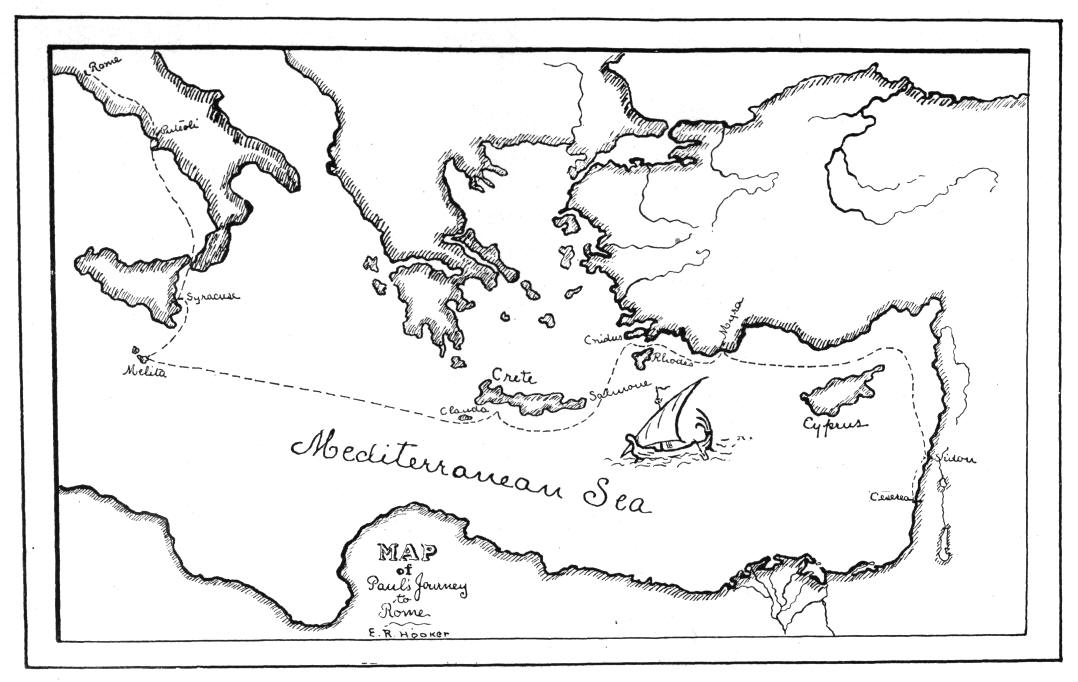 Rome
Puteoli
Syracuse
Melita
Myra
Cnidus
Rhodes
Crete
Salmone
Clauda
Cyprus
Mediterranean Sea
Sidon
Ceserea
MAP
of
Paul's Journey
to
Rome
E. R. Hooker